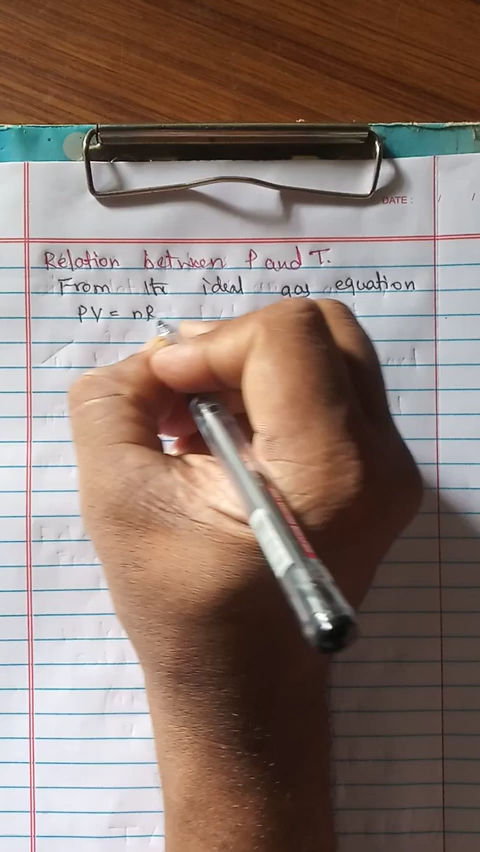 DATE: / /
Relation between P and T.
From the ideal gas equation
PV = nR